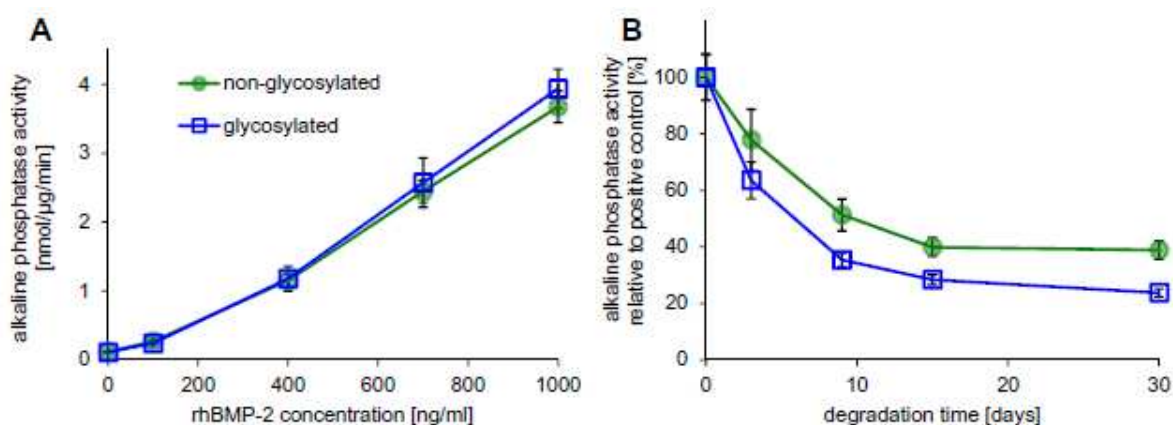 A
alkaline phosphatase activity
[nmol/µg/min]
4
3
2
1
0
non-glycosylated
glycosylated
0 200 400 600 800 1000
rhBMP-2 concentration [ng/ml]
B
alkaline phosphatase activity
relative to positive control [%]
100
80
60
40
20
0
0 10 20 30
degradation time [days]